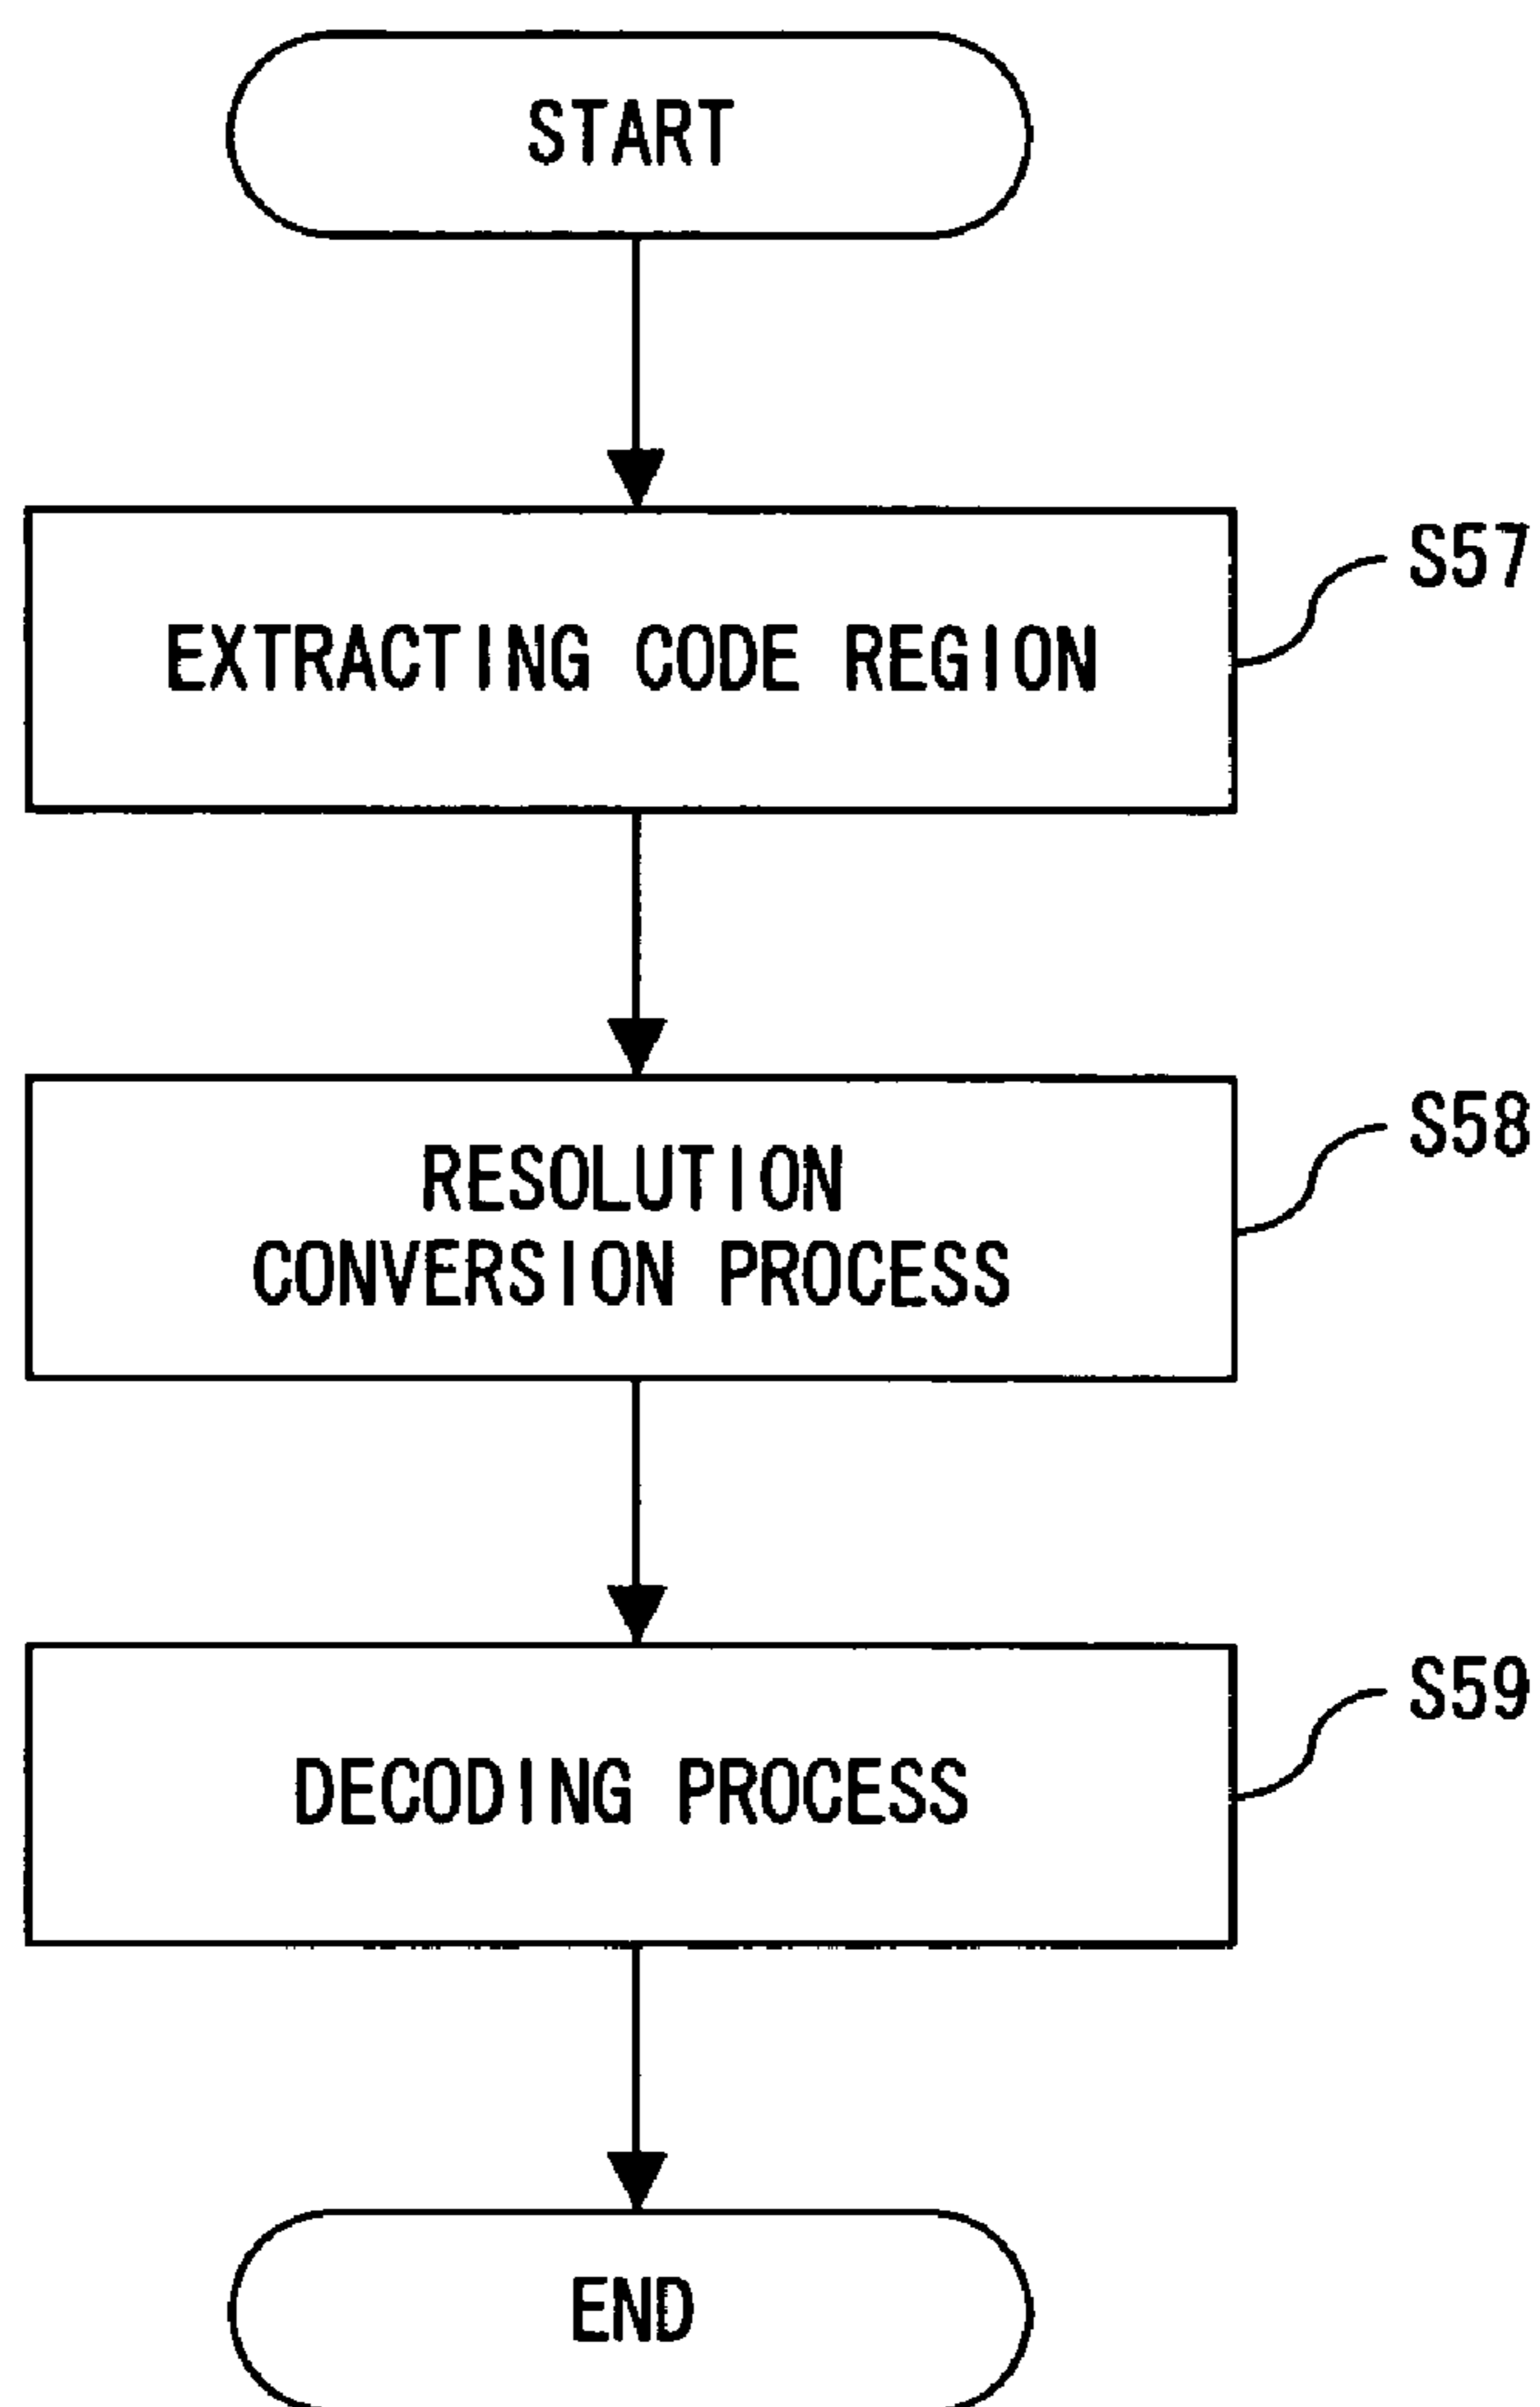 START
S57
EXTRACTING CODE REGION
S58
RESOLUTION
CONVERSION PROCESS
S59
DECODING PROCESS
END